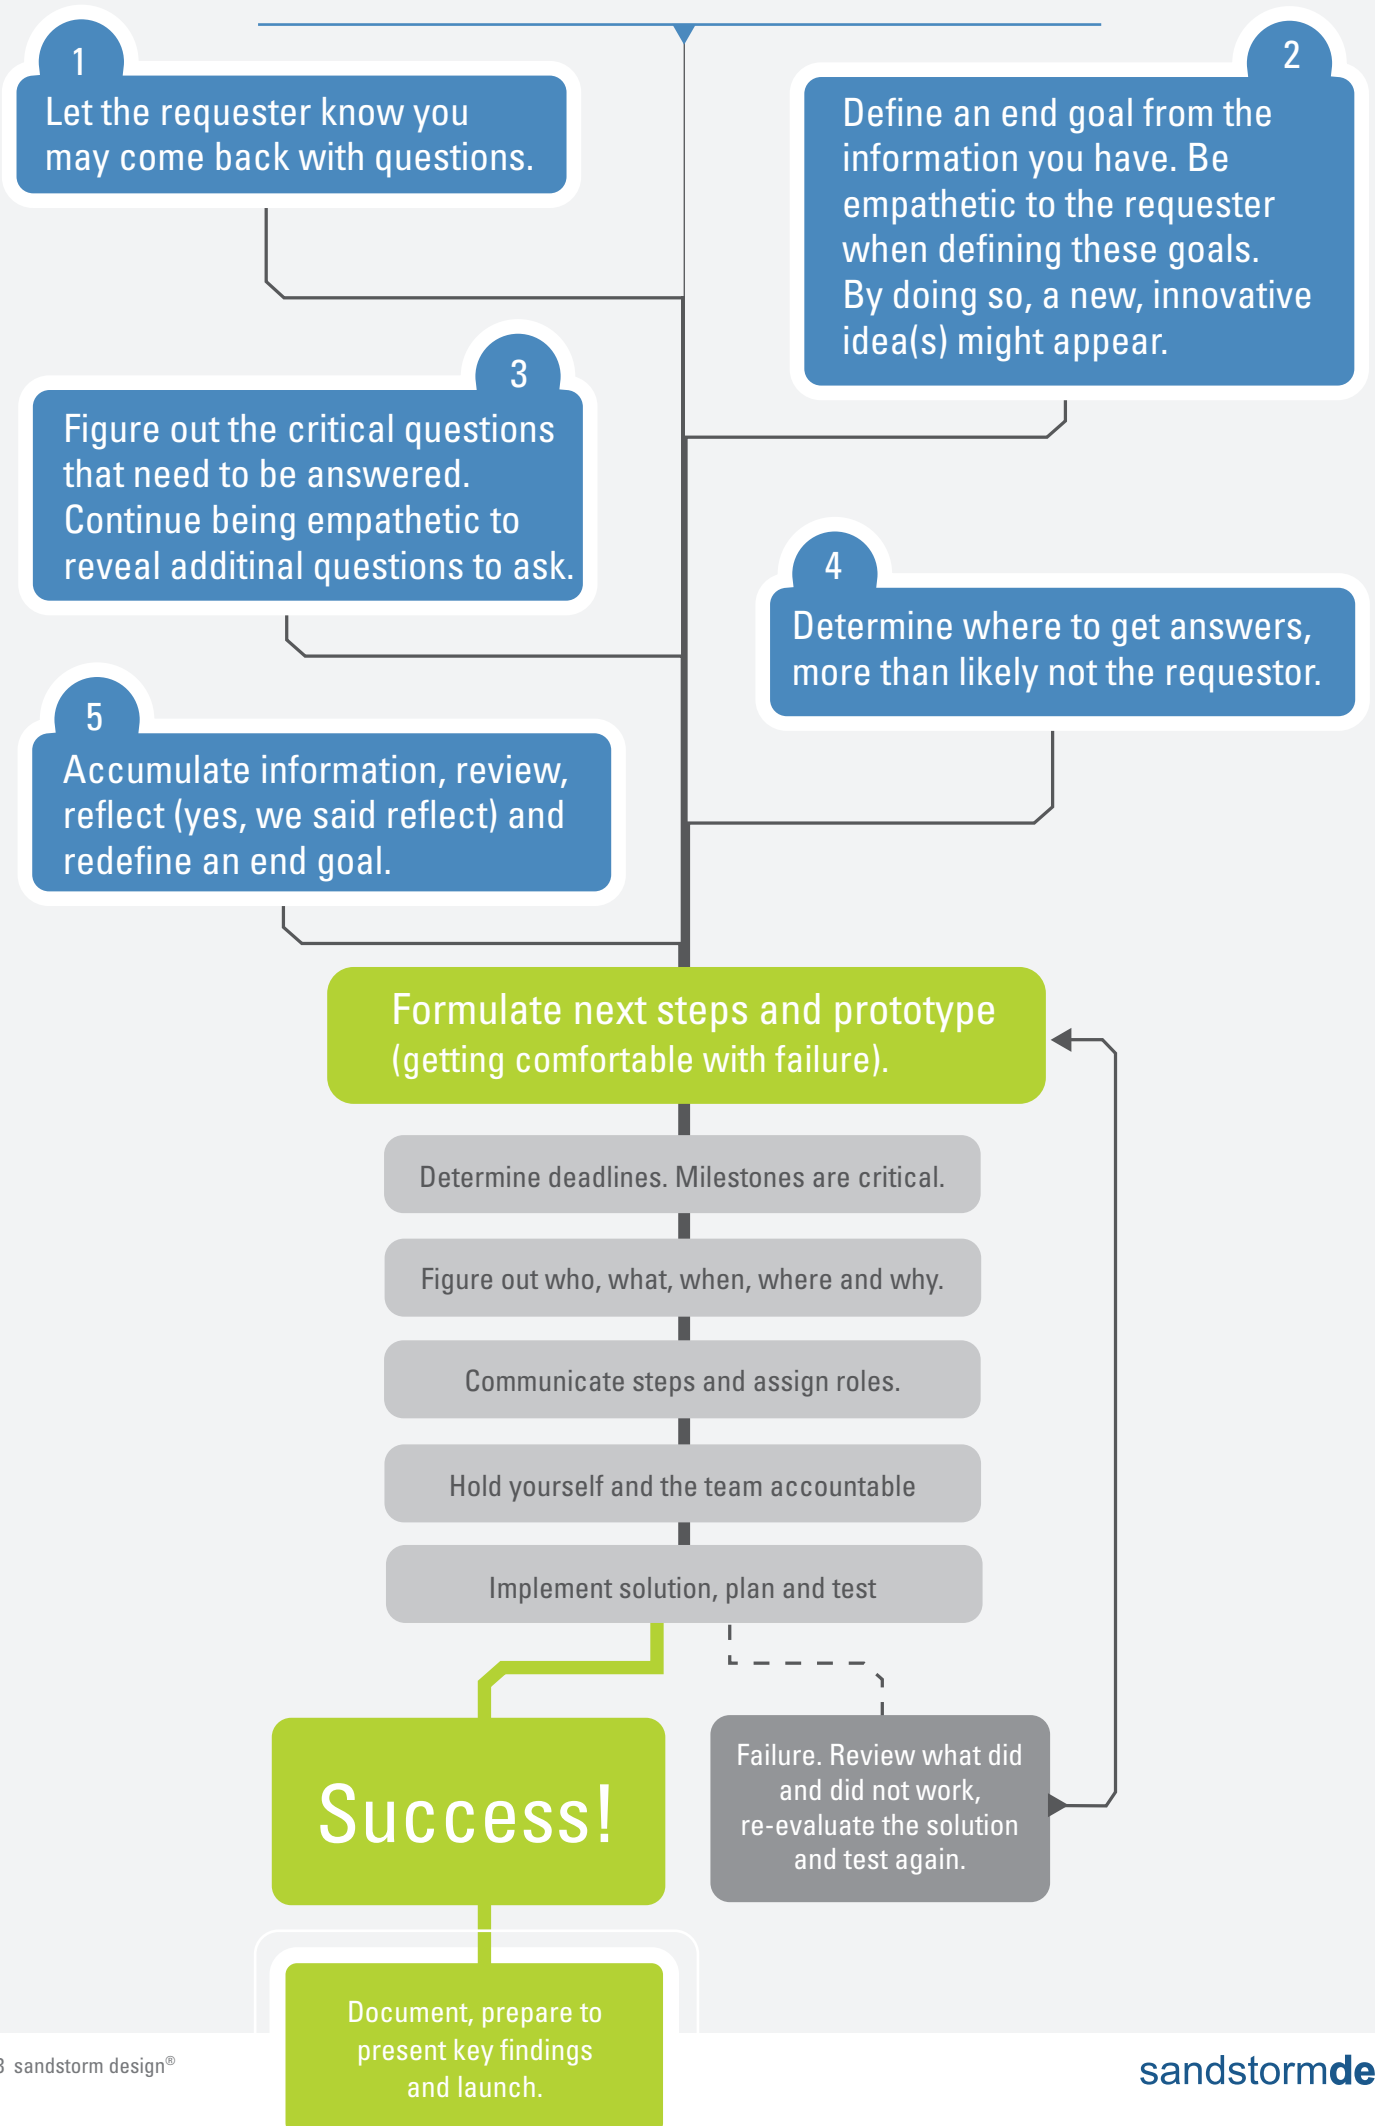 1
Let the requester know you
may come back with questions.
2
Define an end goal from the
information you have. Be
empathetic to the requester
when defining these goals.
By doing so, a new, innovative
idea(s) might appear.
3
Figure out the critical questions
that need to be answered.
Continue being empathetic to
reveal additinal questions to ask.
4
Determine where to get answers,
more than likely not the requestor.
5
Accumulate information, review,
reflect (yes, we said reflect) and
redefine an end goal.
Formulate next steps and prototype
(getting comfortable with failure).
Determine deadlines. Milestones are critical.
Figure out who, what, when, where and why.
Communicate steps and assign roles.
Hold yourself and the team accountable
Implement solution, plan and test
Success!
Failure. Review what did
and did not work,
re-evaluate the solution
and test again.
Document, prepare to
present key findings
and launch.
3 sandstorm design®
sandstormde